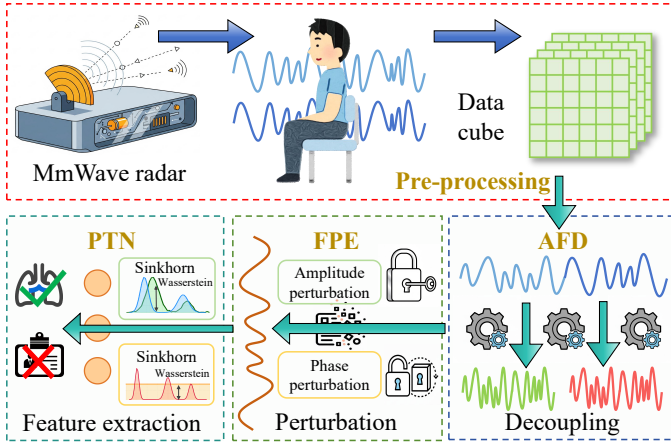 MmWave radar
Data
cube
Pre-processing
PTN
Sinkhorn
Wasserstein
Sinkhorn
Wasserstein
Feature extraction
FPE
Amplitude
perturbation
Phase
perturbation
Perturbation
AFD
Decoupling